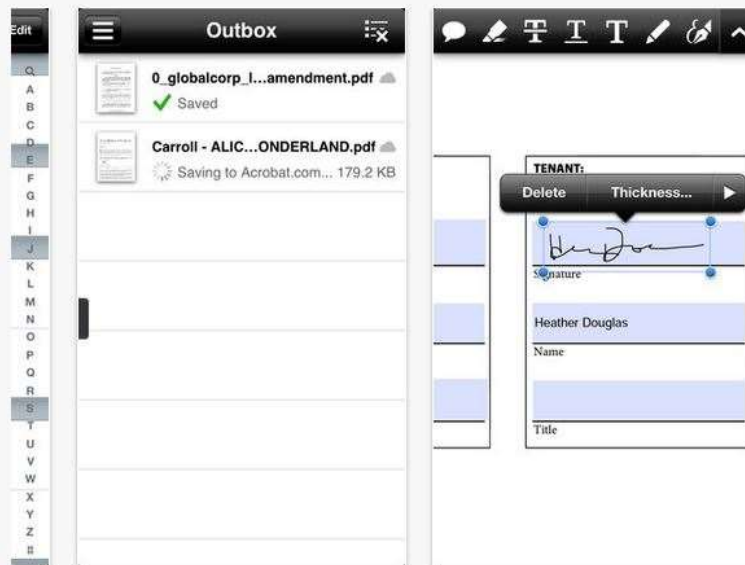 Edit
A
B
C
D
E
F
G
H
I
J
K
L
M
N
O
P
Q
R
S
T
U
V
W
X
Y
Z
#
Outbox
0_globalcorp_l...amendment.pdf
Saved
Carroll - ALIC...ONDERLAND.pdf
Saving to Acrobat.com... 179.2 KB
T T T
TENANT:
Delete Thickness...
Signature
Heather Douglas
Name
Title